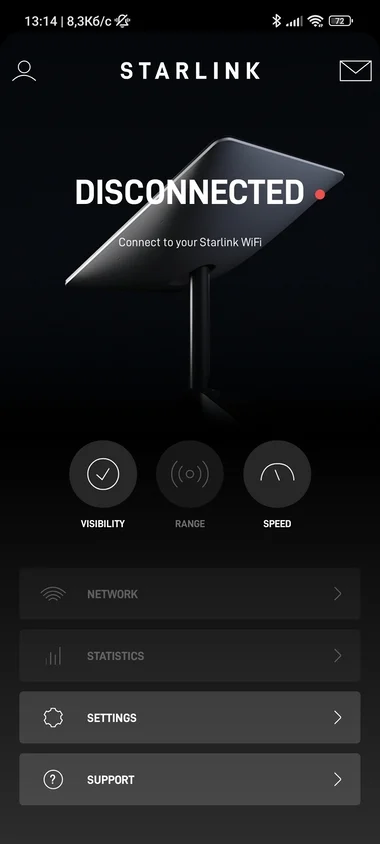 13:14 | 8,3Кб/с
72
STARLINK
DISCONNECTED
Connect to your Starlink WiFi
VISIBILITY
RANGE
SPEED
NETWORK
STATISTICS
SETTINGS
SUPPORT